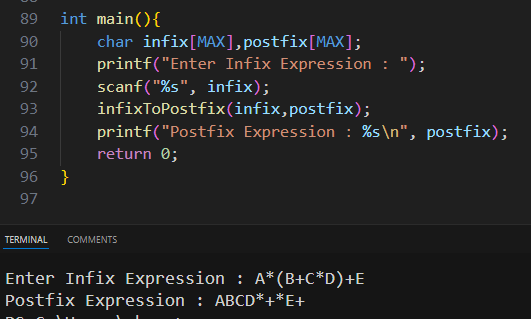 89 int main(){
90 char infix[MAX],postfix[MAX];
91 printf("Enter Infix Expression : ");
92 scanf("%s", infix);
93 infixToPostfix(infix,postfix);
94 printf("Postfix Expression : %s\n", postfix);
95 return 0;
96 }
97
TERMINAL COMMENTS
Enter Infix Expression : A*(B+C*D)+E
Postfix Expression : ABCD*+*E+